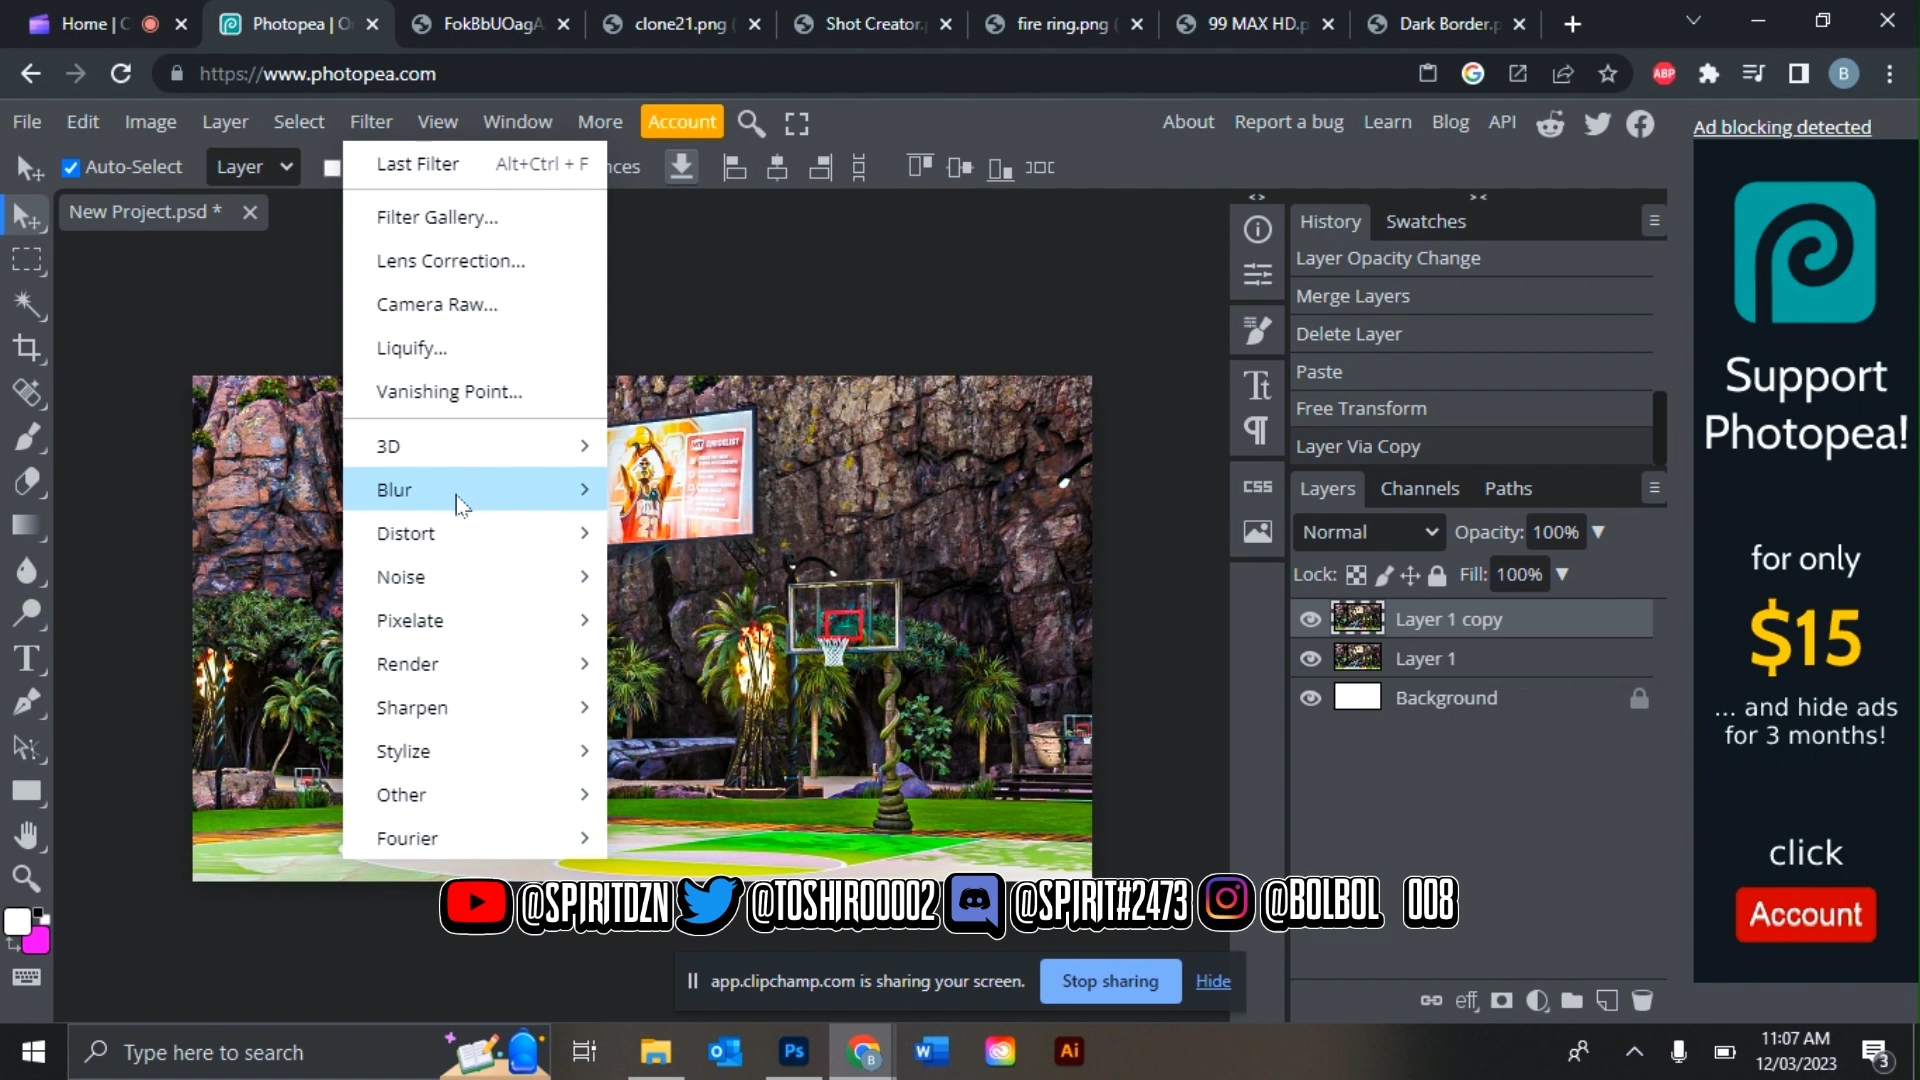 Home | C
Photopea | O
FokBbUOagA
clone21.png (
Shot Creator.p
fire ring.png (
99 MAX HD.p
Dark Border.p
https://www.photopea.com
ABP
B
File Edit Image Layer Select Filter View Window More Account
About Report a bug Learn Blog API
Ad blocking detected
Auto-Select Layer
nces
New Project.psd *
Last Filter Alt+Ctrl + F
Filter Gallery...
Lens Correction...
Camera Raw...
Liquify...
Vanishing Point...
3D
Blur
Distort
Noise
Pixelate
Render
Sharpen
Stylize
Other
Fourier
CHECKLIST
History Swatches
Layer Opacity Change
Merge Layers
Delete Layer
Paste
Free Transform
Layer Via Copy
CSS
Layers Channels Paths
Normal Opacity: 100%
Lock: Fill: 100%
Layer 1 copy
Layer 1
Background
eff
Support
Photopea!
for only
$15
... and hide ads
for 3 months!
click
Account
@SPIRITDZN @TOSHIRO0002 @SPIRIT#2473 @BOLBOL 008
app.clipchamp.com is sharing your screen. Stop sharing Hide
Type here to search
Ps
B
Ai
11:07 AM
12/03/2023
3